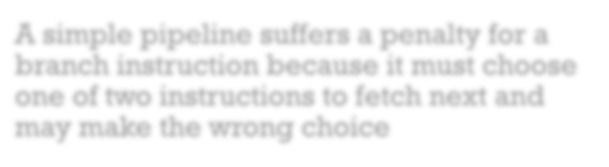 A simple pipeline suffers a penalty for a
branch instruction because it must choose
one of two instructions to fetch next and
may make the wrong choice